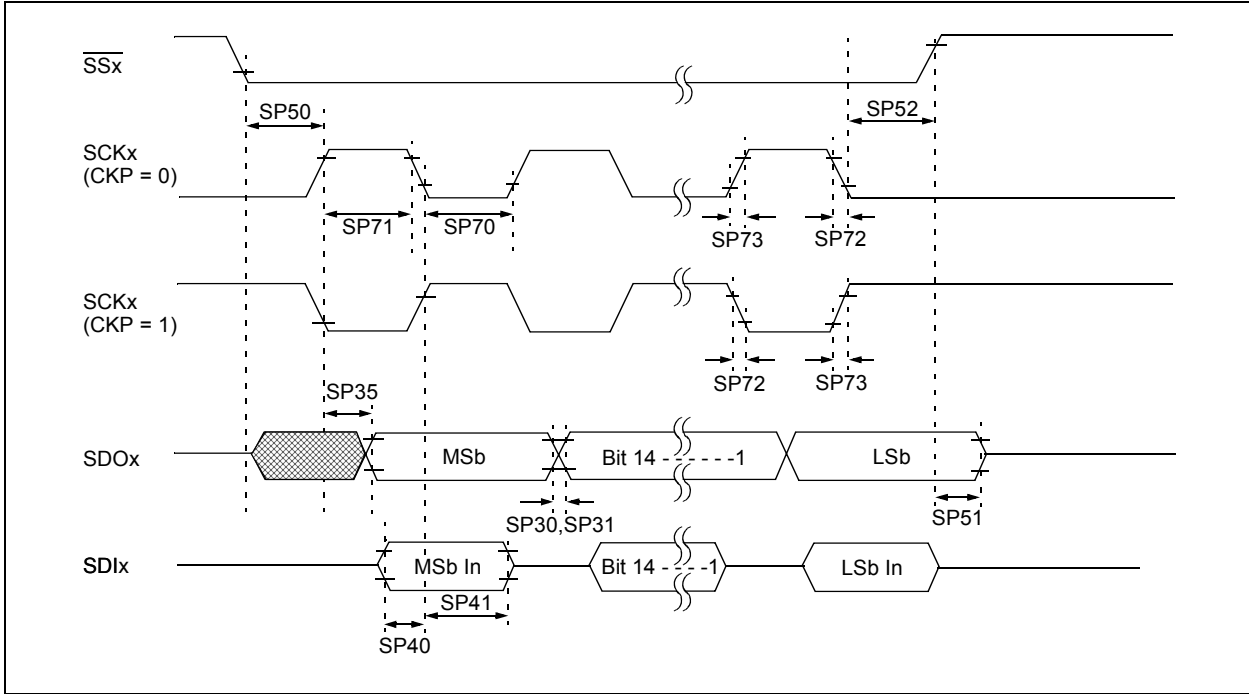 SSx
SP50
SP52
SCKx
(CKP = 0)
SP71
SP70
SP73
SP72
SCKx
(CKP = 1)
SP72
SP73
SP35
SDOx
MSb
Bit 14 - - - - - - -1
LSb
SP30,SP31
SP51
SDIx
MSb In
Bit 14 - - - - -1
LSb In
SP41
SP40